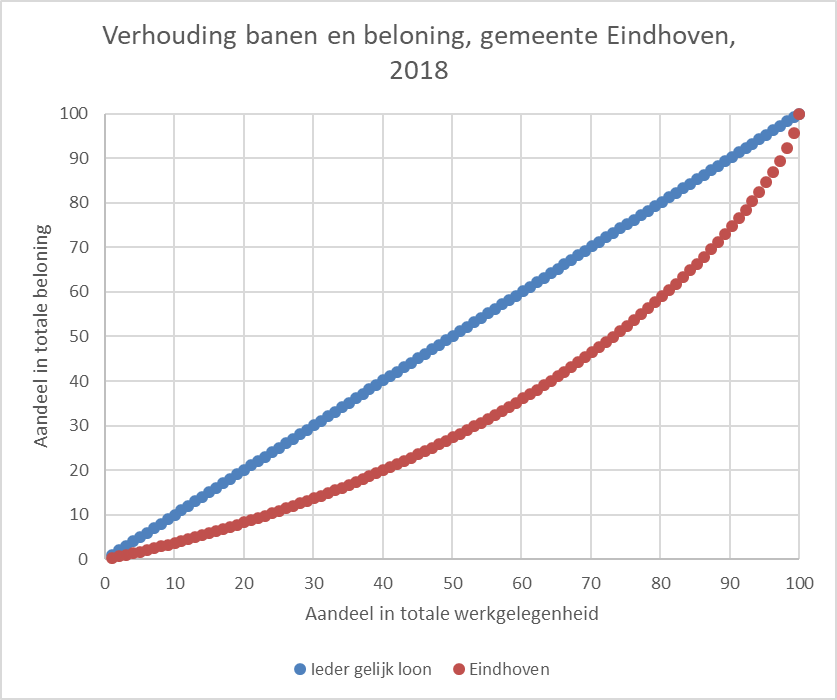 Verhouding banen en beloning, gemeente Eindhoven,
2018
Aandeel in totale beloning
100
90
80
70
60
50
40
30
20
10
0
0 10 20 30 40 50 60 70 80 90 100
Aandeel in totale werkgelegenheid
Ieder gelijk loon Eindhoven